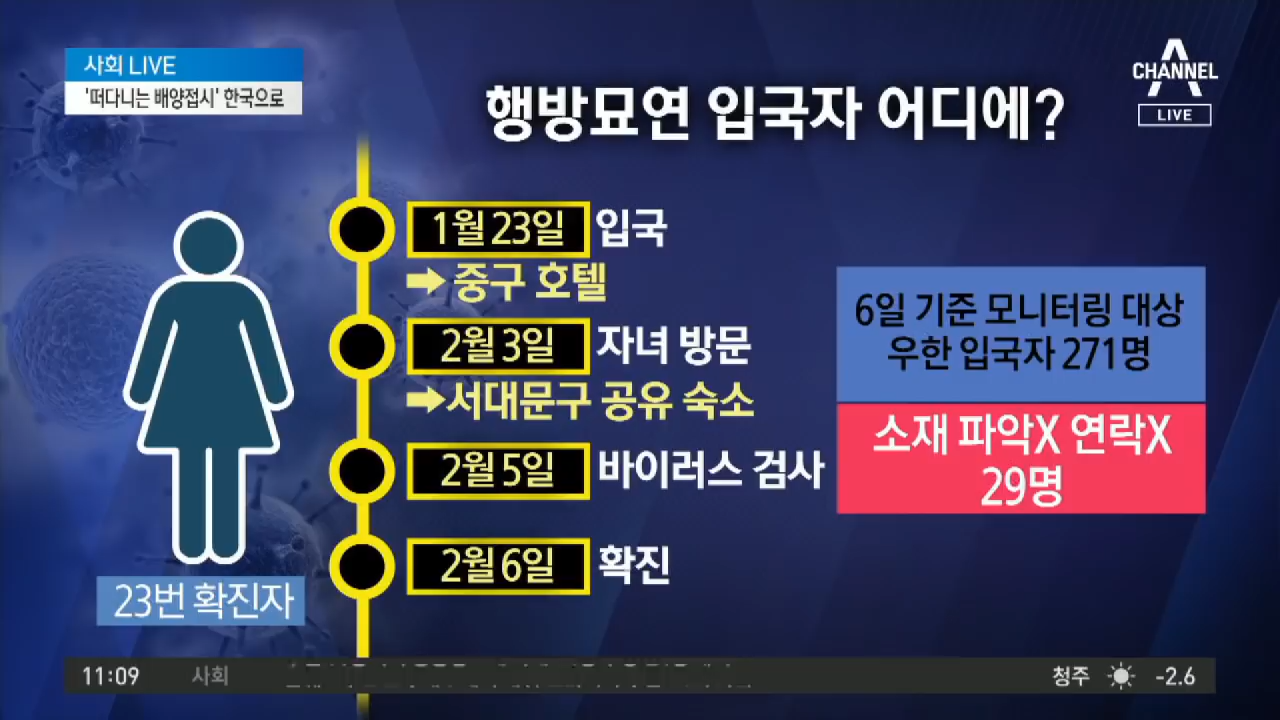 사회 LIVE
'떠다니는 배양접시' 한국으로
CHANNEL A
LIVE
행방묘연 입국자 어디에?
1월 23일 입국
➡ 중구 호텔
2월 3일 자녀 방문
➡서대문구 공유 숙소
2월 5일 바이러스 검사
2월 6일 확진
23번 확진자
6일 기준 모니터링 대상
우한 입국자 271명
소재 파악X 연락X
29명
11:09 사회
청주 -2.6